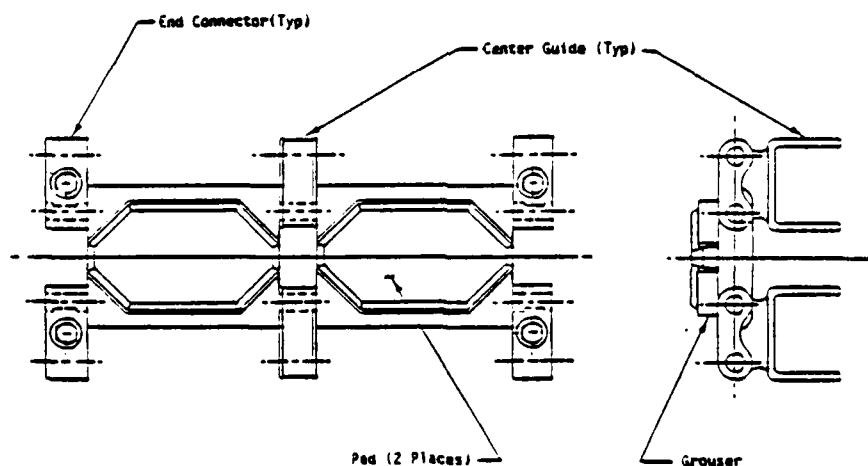 End Connector(Typ)
Center Guide (Typ)
Pad (2 Places)
Grouser